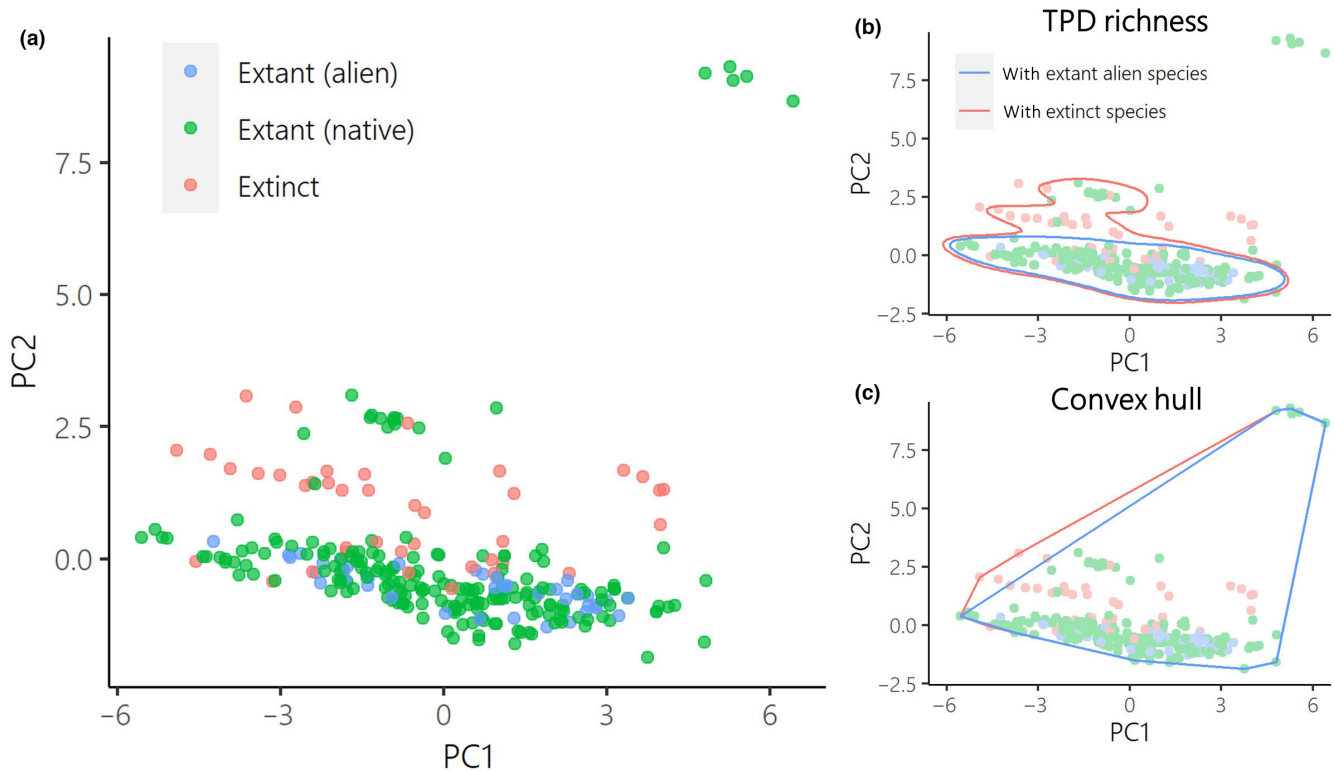 (a)
Extant (alien)
Extant (native)
Extinct
7.5
5.0
2.5
0.0
PC2
−6
−3
0
3
6
PC1
(b)
TPD richness
With extant alien species
With extinct species
7.5
5.0
2.5
0.0
−2.5
PC2
−6
−3
0
3
6
PC1
(c)
Convex hull
7.5
5.0
2.5
0.0
−2.5
PC2
−6
−3
0
3
6
PC1